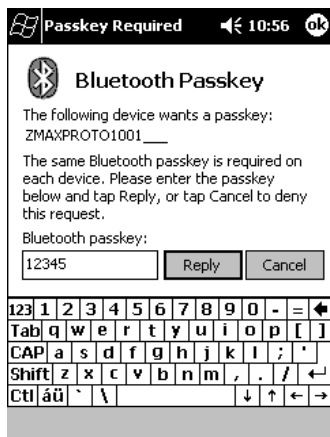 Passkey Required 10:56 ok
Bluetooth Passkey
The following device wants a passkey:
ZMAXPROTO1001___
The same Bluetooth passkey is required on
each device. Please enter the passkey
below and tap Reply, or tap Cancel to deny
this request.
Bluetooth passkey:
12345 Reply Cancel
123 1 2 3 4 5 6 7 8 9 0 - =
Tab q w e r t y u i o p [ ]
CAP a s d f g h j k l ; '
Shift z x c v b n m , . /
Ctl áü ` \